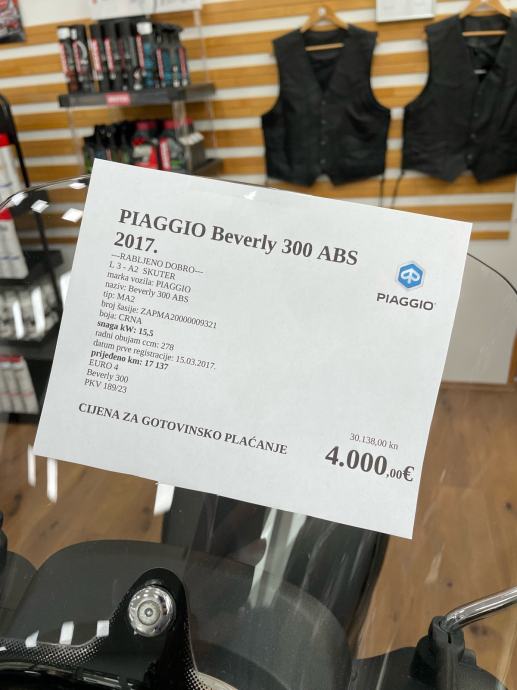 PIAGGIO Beverly 300 ABS
2017.
---RABLJENO DOBRO---
L 3 - A2 SKUTER
marka vozila: PIAGGIO
naziv: Beverly 300 ABS
tip: MA2
broj šasije: ZAPMA20000009321
boja: CRNA
snaga kW: 15,5
radni obujam ccm: 278
datum prve registracije: 15.03.2017.
prijeđeno km: 17 137
EURO 4
Beverly 300
PKV 189/23
PIAGGIO
CIJENA ZA GOTOVINSKO PLAĆANJE
30.138,00 kn
4.000,00€